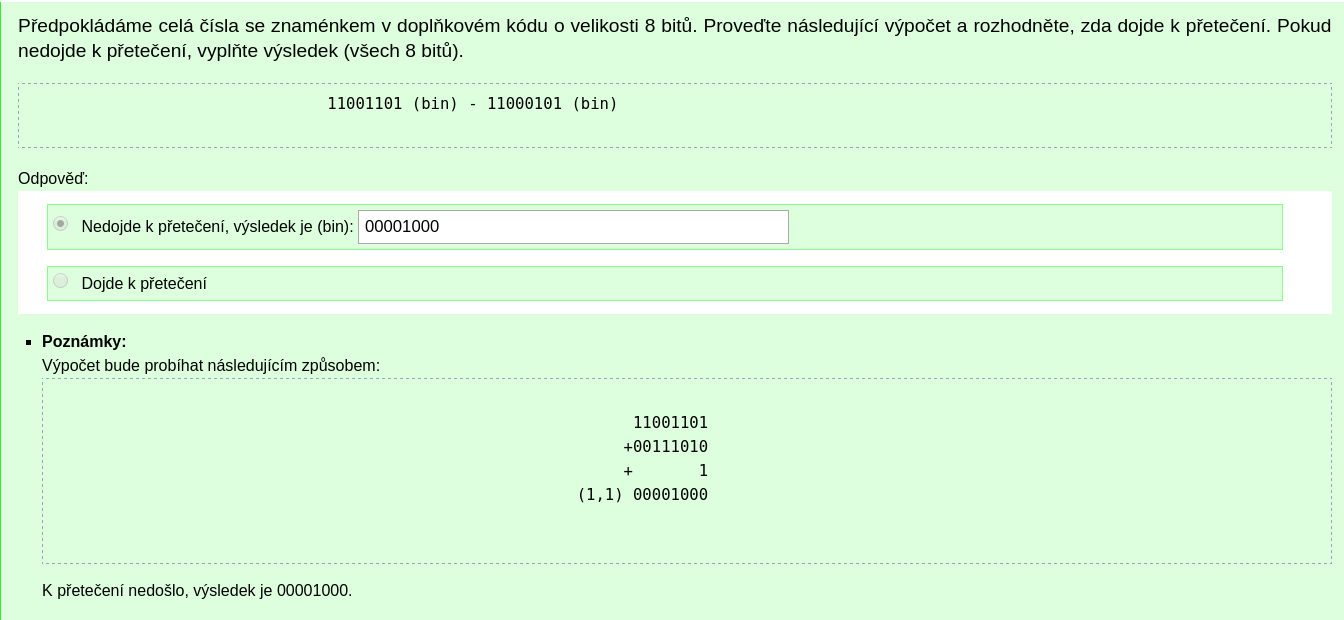 Předpokládáme celá čísla se znaménkem v doplňkovém kódu o velikosti 8 bitů. Proveďte následující výpočet a rozhodněte, zda dojde k přetečení. Pokud
nedojde k přetečení, vyplňte výsledek (všech 8 bitů).
11001101 (bin) - 11000101 (bin)
Odpověď:
Nedojde k přetečení, výsledek je (bin): 00001000
Dojde k přetečení
Poznámky:
Výpočet bude probíhat následujícím způsobem:
11001101
+00111010
+       1
(1,1) 00001000
K přetečení nedošlo, výsledek je 00001000.